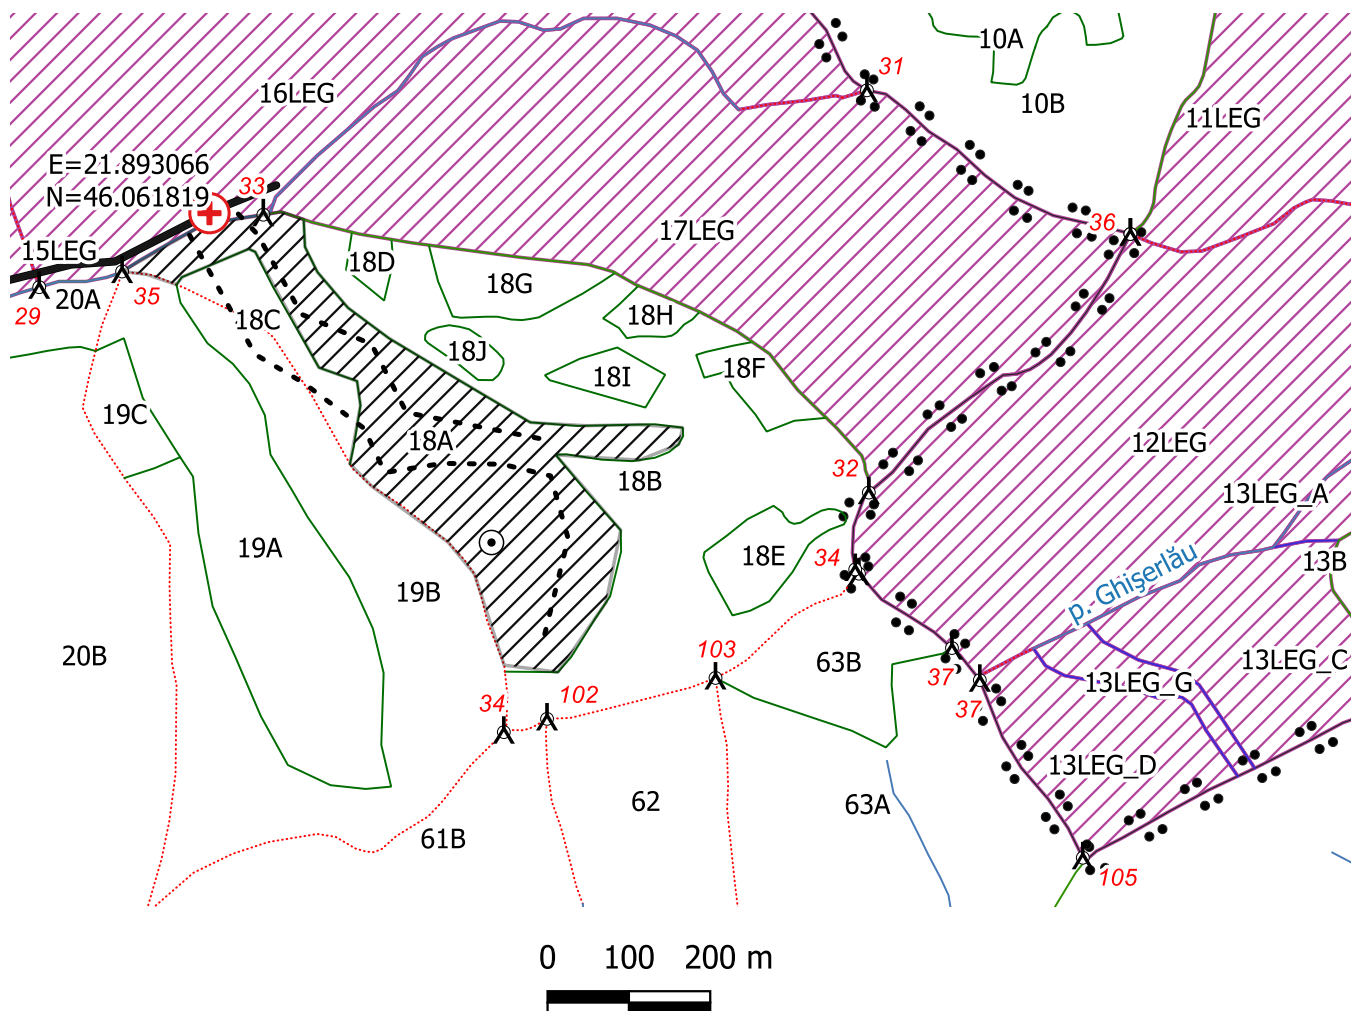 10A
31
16LEG
10B
11LEG
E=21.893066
N=46.061819
33
36
17LEG
15LEG
18D
18G
20A
35
29
18C
18H
18J
18I
18F
19C
18A
12LEG
32
18B
13LEG_A
19A
18E
34
13B
p. Ghişerlău
19B
20B
103
63B
13LEG_C
37
13LEG_G
34
102
37
13LEG_D
62
63A
61B
105
0 100 200 m